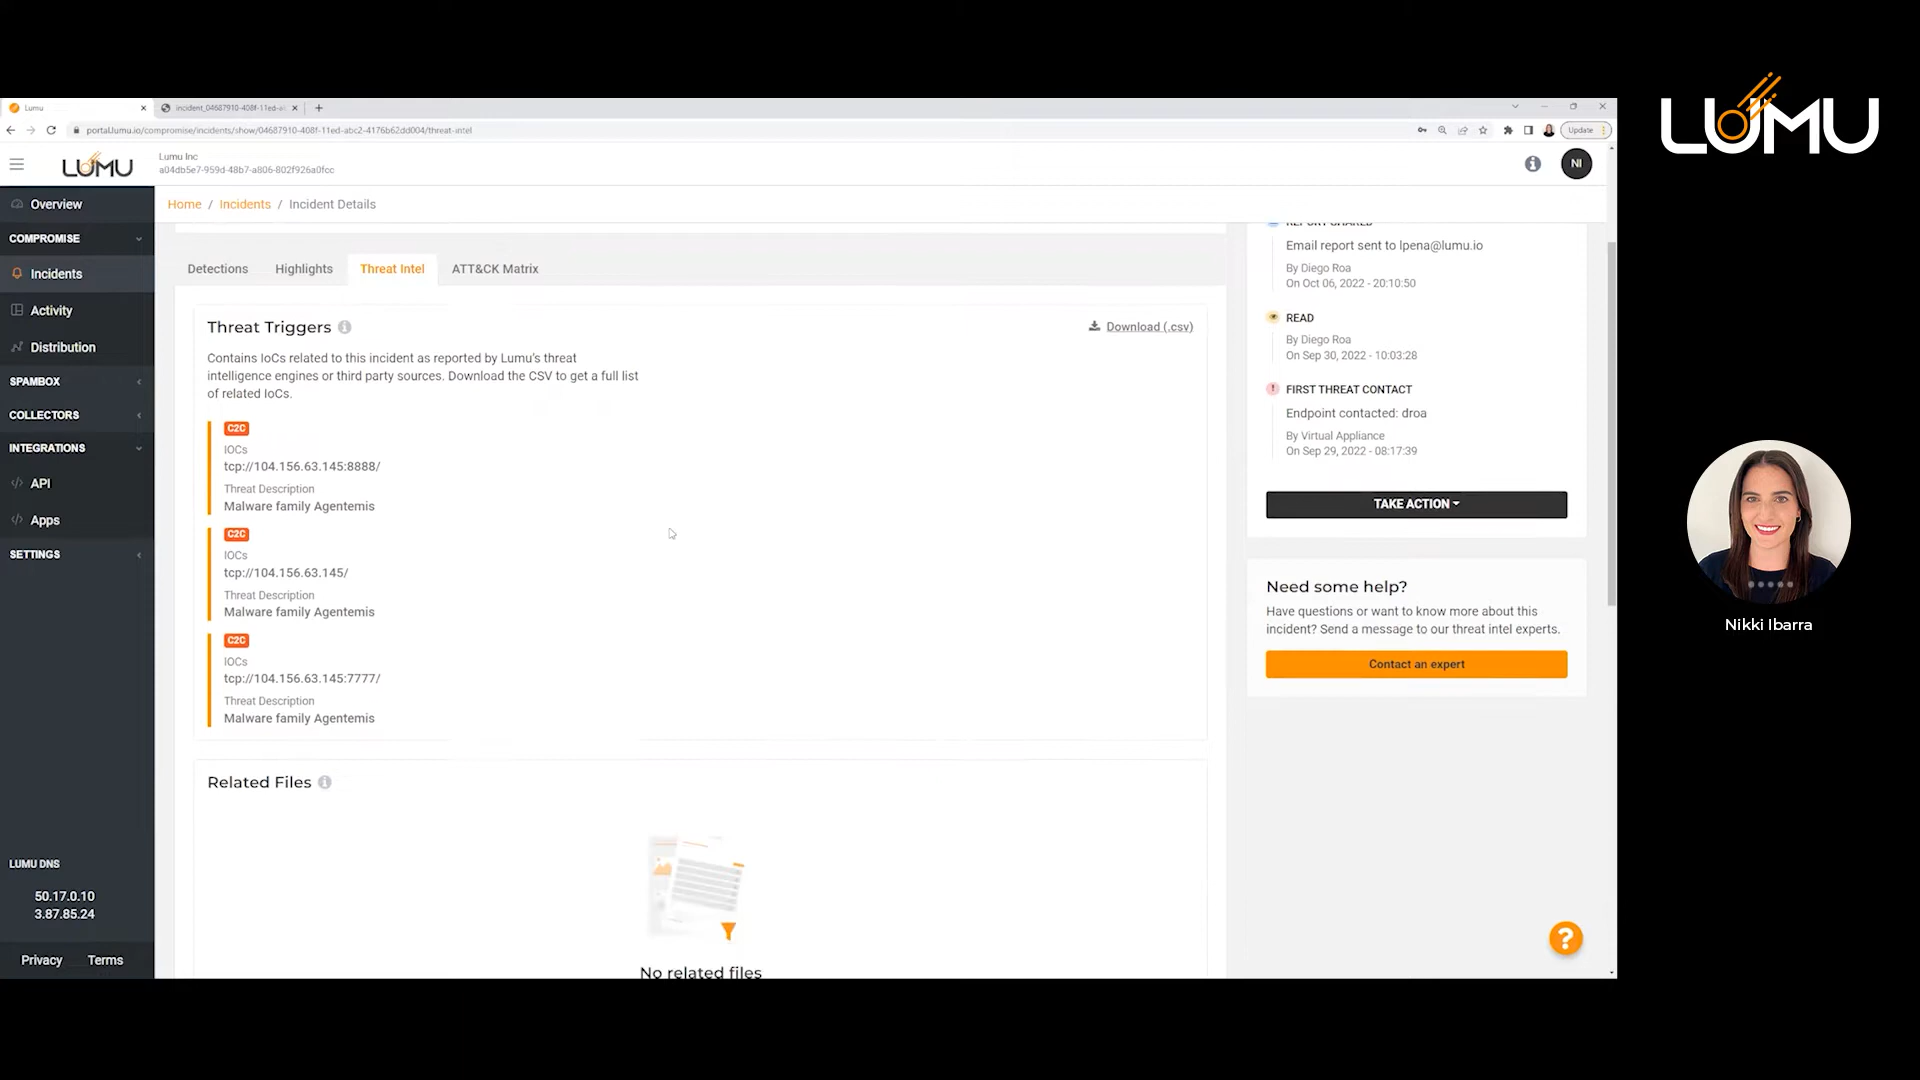 Lumu
incident_04687910-408f-11ed-a
portal.lumu.io/compromise/incidents/show/04687910-408f-11ed-abc2-4176b62dd004/threat-intel
Update
LUMU
Lumu Inc
a04db5e7-959d-48b7-a806-802f926a0fcc
NI
Overview
COMPROMISE
Incidents
Activity
Distribution
SPAMBOX
COLLECTORS
INTEGRATIONS
API
Apps
SETTINGS
LUMU DNS
50.17.0.10
3.87.85.24
Privacy Terms
Home / Incidents / Incident Details
Detections Highlights Threat Intel ATT&CK Matrix
Threat Triggers
Download (.csv)
Contains IoCs related to this incident as reported by Lumu's threat
intelligence engines or third party sources. Download the CSV to get a full list
of related IoCs.
C2C
IOCs
tcp://104.156.63.145:8888/
Threat Description
Malware family Agentemis
C2C
IOCs
tcp://104.156.63.145/
Threat Description
Malware family Agentemis
C2C
IOCs
tcp://104.156.63.145:7777/
Threat Description
Malware family Agentemis
Related Files
No related files
REPORT SHARED
Email report sent to lpena@lumu.io
By Diego Roa
On Oct 06, 2022 - 20:10:50
READ
By Diego Roa
On Sep 30, 2022 - 10:03:28
FIRST THREAT CONTACT
Endpoint contacted: droa
By Virtual Appliance
On Sep 29, 2022 - 08:17:39
TAKE ACTION
Need some help?
Have questions or want to know more about this
incident? Send a message to our threat intel experts.
Contact an expert
?
LUMU
Nikki Ibarra